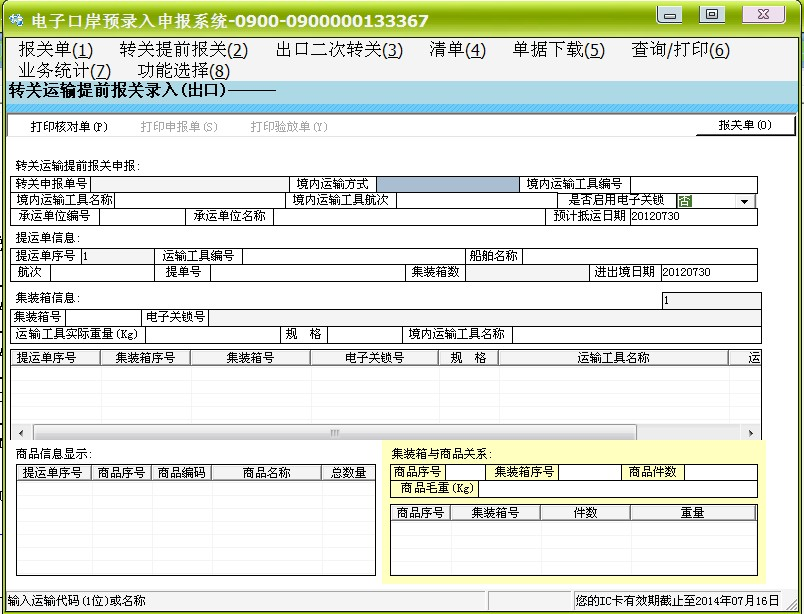 电子口岸预录入申报系统-0900-0900000133367
报关单(1) 转关提前报关(2) 出口二次转关(3) 清单(4) 单据下载(5) 查询/打印(6)
业务统计(7) 功能选择(8)
转关运输提前报关录入(出口)———
打印核对单(P) 打印申报单(S) 打印验放单(Y) 报关单(O)
转关运输提前报关申报:
转关申报单号 境内运输方式 境内运输工具编号
境内运输工具名称 境内运输工具航次 是否启用电子关锁 否
承运单位编号 承运单位名称 预计抵运日期 20120730
提运单信息:
提运单序号 1 运输工具编号 船舶名称
航次 提单号 集装箱数 进出境日期 20120730
集装箱信息: 1
集装箱号 电子关锁号
运输工具实际重量(Kg) 规 格 境内运输工具名称
提运单序号 集装箱序号 集装箱号 电子关锁号 规 格 运输工具名称 运
商品信息显示:
提运单序号 商品序号 商品编码 商品名称 总数量
集装箱与商品关系:
商品序号 集装箱序号 商品件数
商品毛重(Kg)
商品序号 集装箱号 件数 重量
输入运输代码(1位)或名称 您的IC卡有效期截止至2014年07月16日